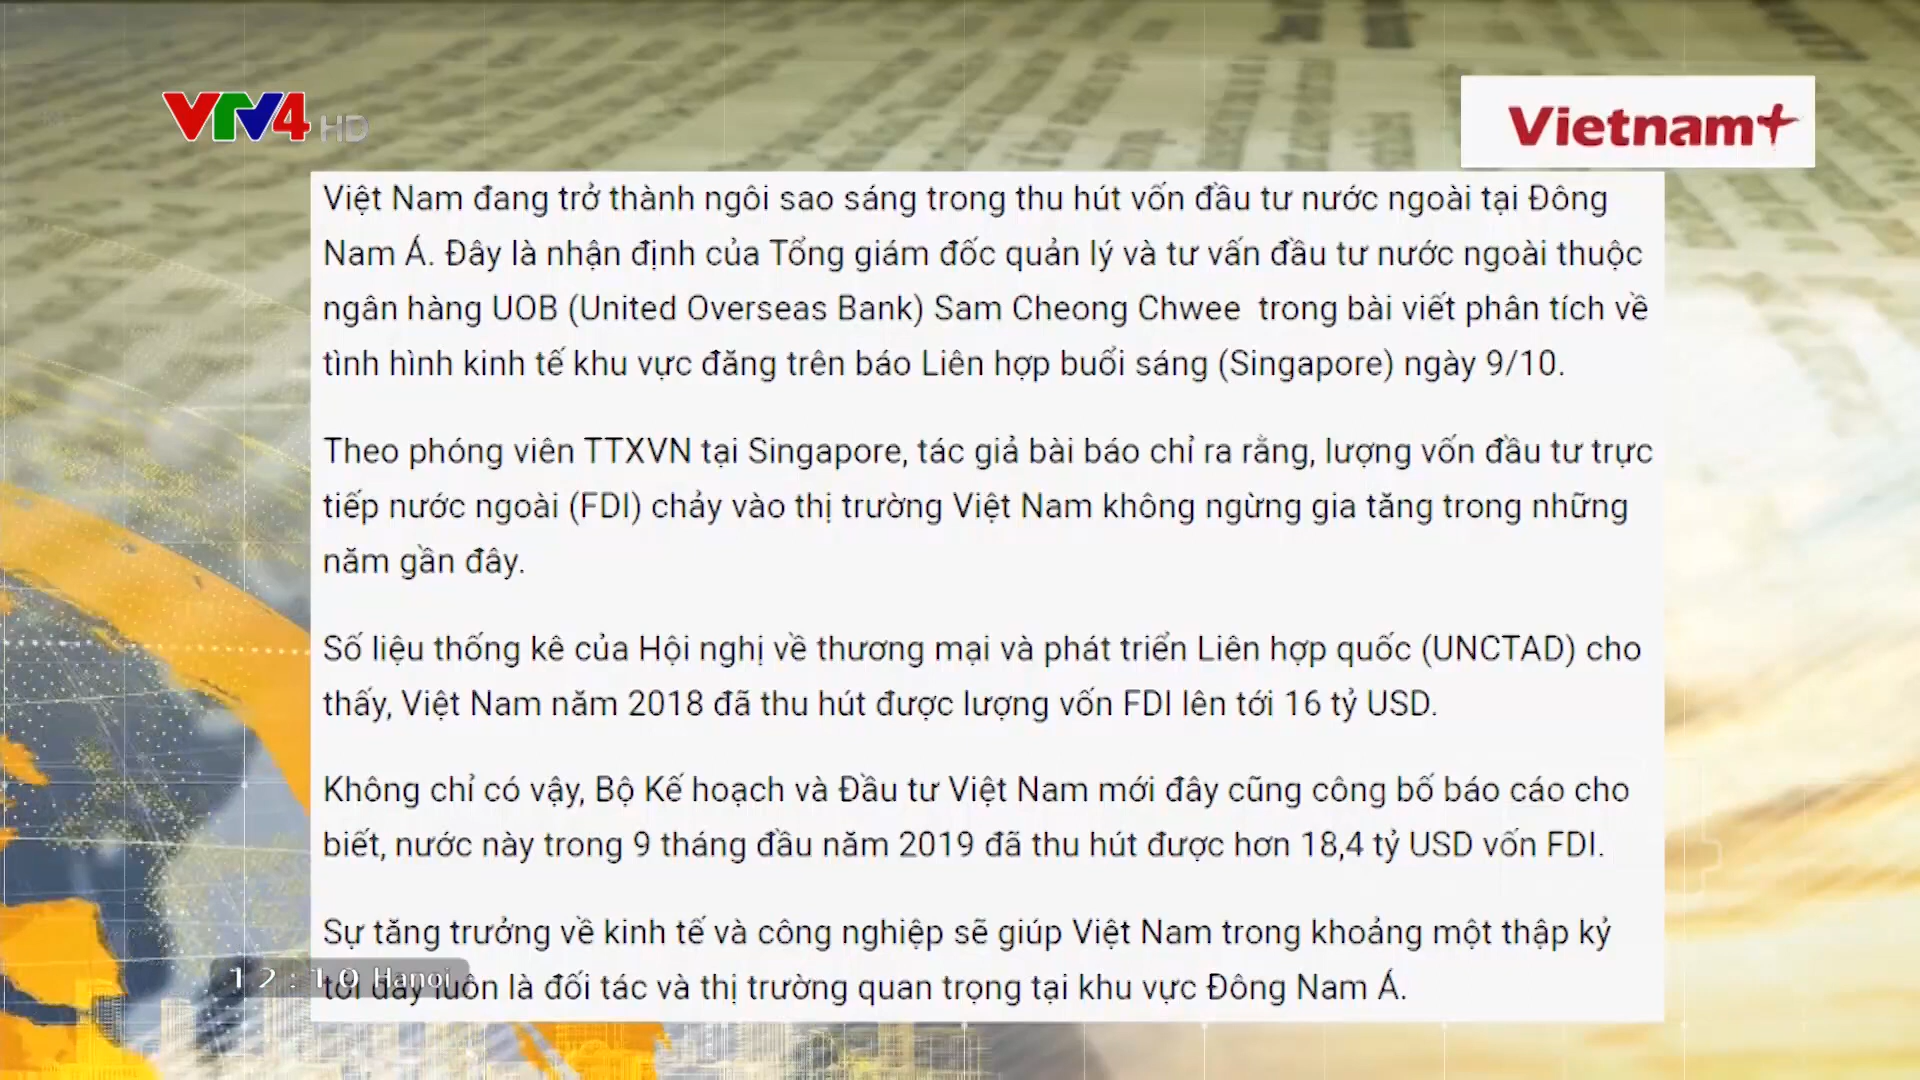 VTV4 HD
Vietnam+
Việt Nam đang trở thành ngôi sao sáng trong thu hút vốn đầu tư nước ngoài tại Đông
Nam Á. Đây là nhận định của Tổng giám đốc quản lý và tư vấn đầu tư nước ngoài thuộc
ngân hàng UOB (United Overseas Bank) Sam Cheong Chwee trong bài viết phân tích về
tình hình kinh tế khu vực đăng trên báo Liên hợp buổi sáng (Singapore) ngày 9/10.
Theo phóng viên TTXVN tại Singapore, tác giả bài báo chỉ ra rằng, lượng vốn đầu tư trực
tiếp nước ngoài (FDI) chảy vào thị trường Việt Nam không ngừng gia tăng trong những
năm gần đây.
Số liệu thống kê của Hội nghị về thương mại và phát triển Liên hợp quốc (UNCTAD) cho
thấy, Việt Nam năm 2018 đã thu hút được lượng vốn FDI lên tới 16 tỷ USD.
Không chỉ có vậy, Bộ Kế hoạch và Đầu tư Việt Nam mới đây cũng công bố báo cáo cho
biết, nước này trong 9 tháng đầu năm 2019 đã thu hút được hơn 18,4 tỷ USD vốn FDI.
Sự tăng trưởng về kinh tế và công nghiệp sẽ giúp Việt Nam trong khoảng một thập kỷ
tới đây luôn là đối tác và thị trường quan trọng tại khu vực Đông Nam Á.
12:10 Hanoi